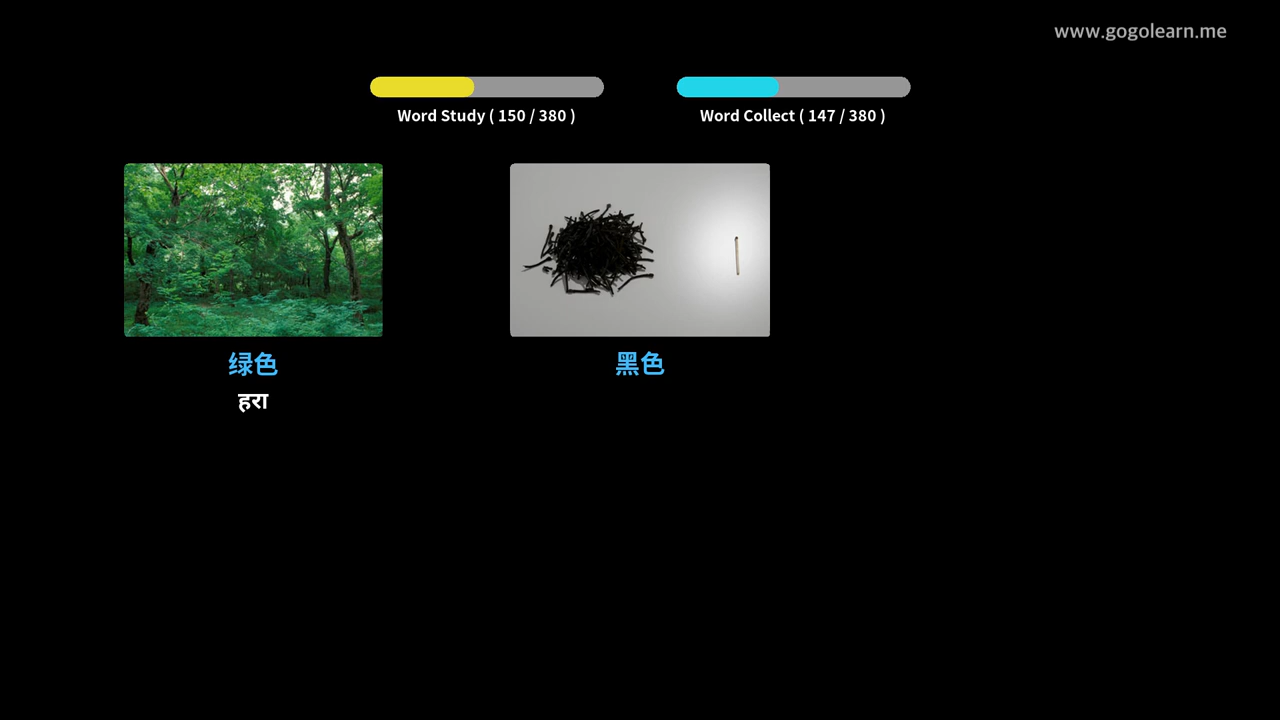 www.gogolearn.me
Word Study ( 150 / 380 )
Word Collect ( 147 / 380 )
绿色
黑色
हरा